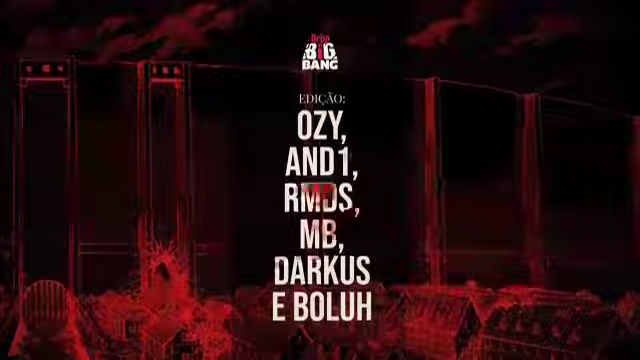 BIG
BANG
EDIÇÃO:
OZY,
AND1,
RMDS,
MB,
DARKUS
E BOLUH